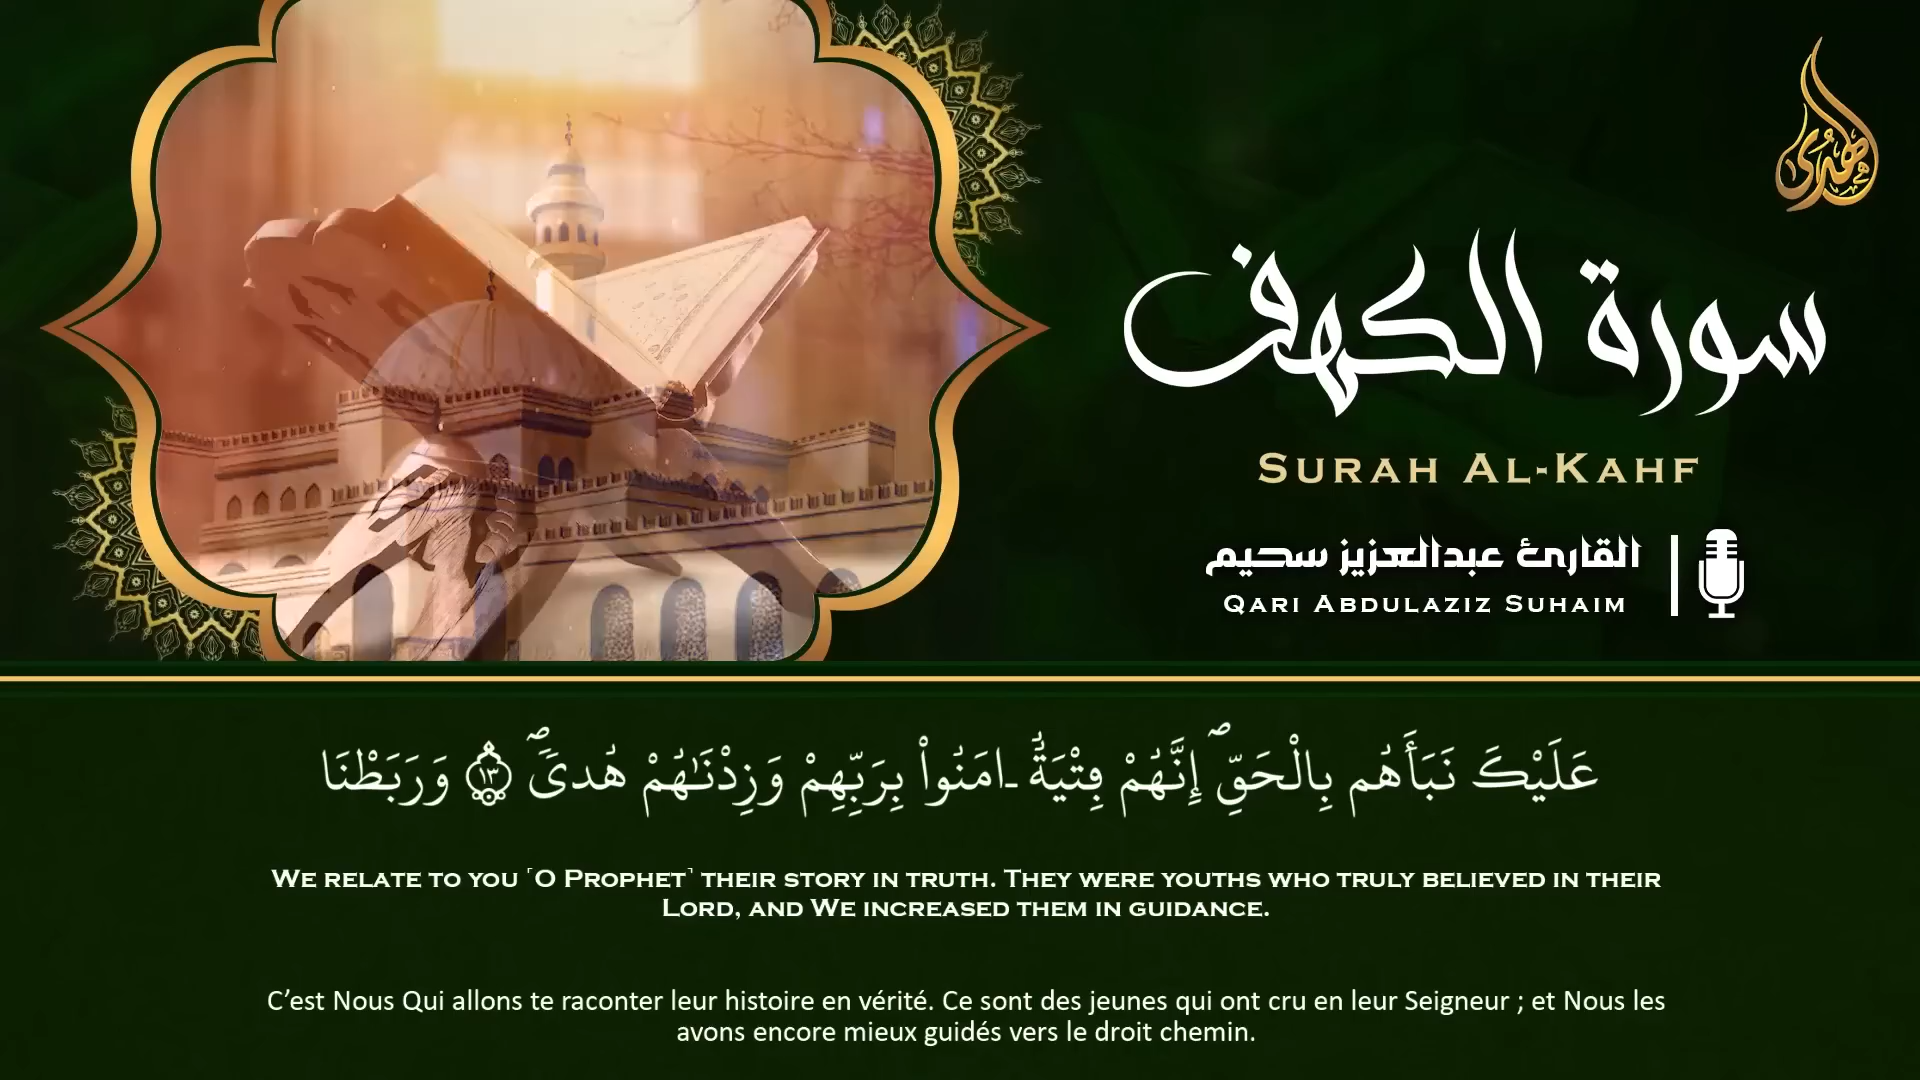 الهدى
سورة الكهف
SURAH AL-KAHF
القارئ عبدالعزيز سحيم
QARI ABDULAZIZ SUHAIM
عَلَيْكَ نَبَأَهُم بِالْحَقِّ ۖ إِنَّهُمْ فِتْيَةٌ ـامَنُواْ بِرَبِّهِمْ وَزِدْنَٰهُمْ هُدىٗ ۖ ١٣ وَرَبَطْنَا
WE RELATE TO YOU ˹O PROPHET˺ THEIR STORY IN TRUTH. THEY WERE YOUTHS WHO TRULY BELIEVED IN THEIR
LORD, AND WE INCREASED THEM IN GUIDANCE.
C’est Nous Qui allons te raconter leur histoire en vérité. Ce sont des jeunes qui ont cru en leur Seigneur ; et Nous les
avons encore mieux guidés vers le droit chemin.